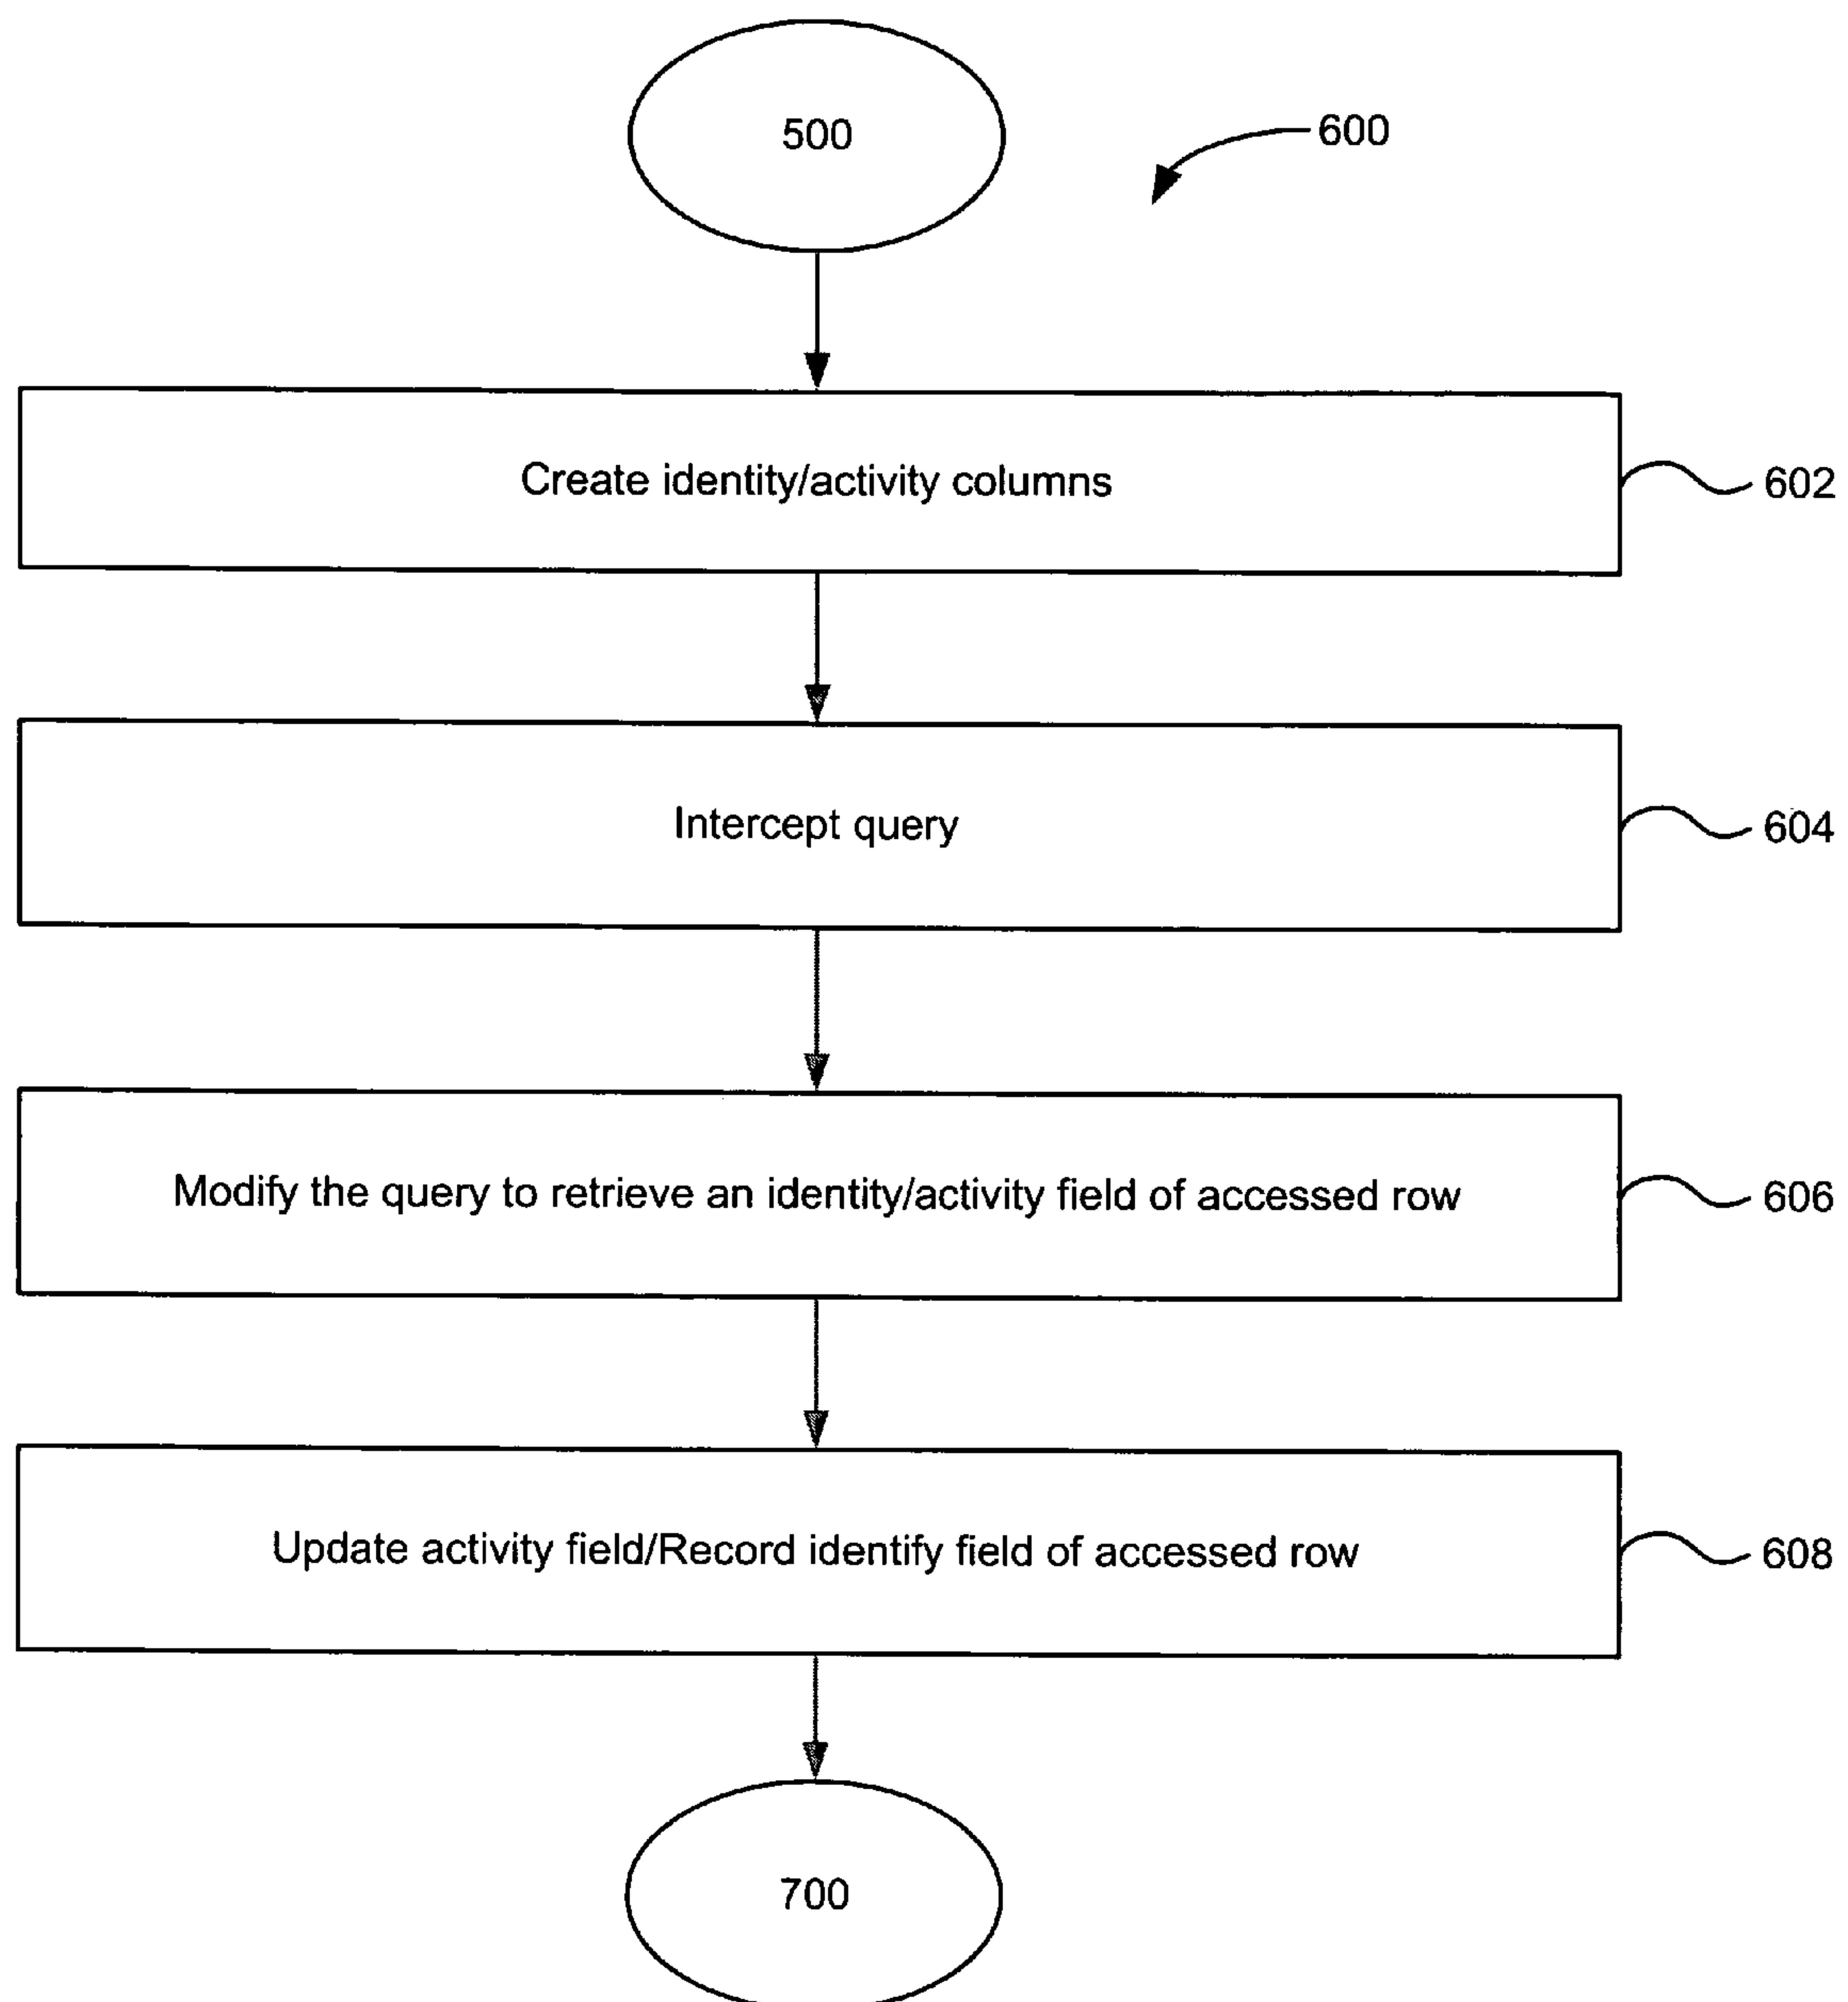 500
600
Create identity/activity columns
602
Intercept query
604
Modify the query to retrieve an identity/activity field of accessed row
606
Update activity field/Record identify field of accessed row
608
700